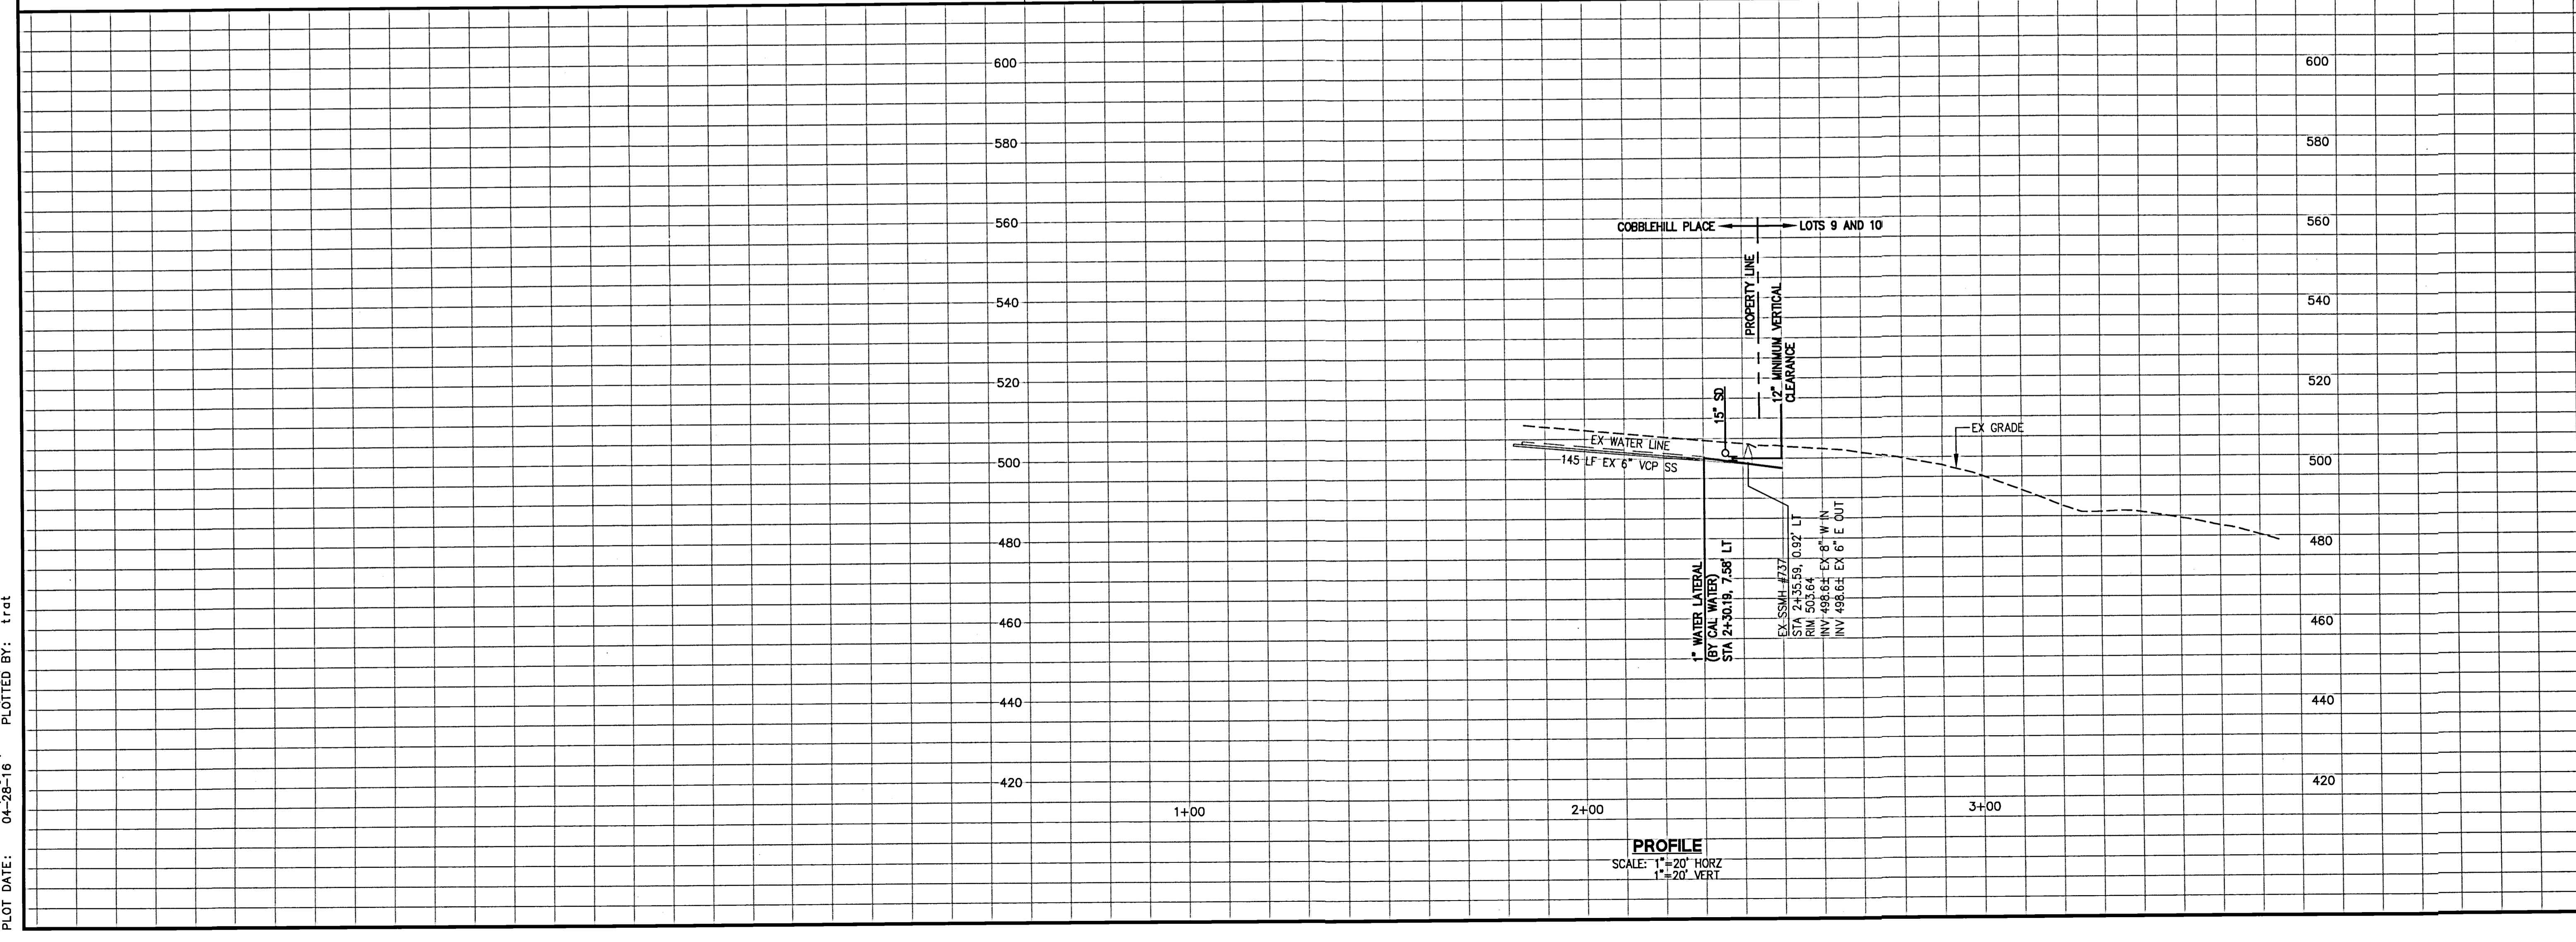 600
600
580
580
560
560
COBBLEHILL PLACE
LOTS 9 AND 10
PROPERTY LINE
12" MINIMUM VERTICAL
CLEARANCE
540
540
520
520
15" SD
EX WATER LINE
145 LF EX 6" VCP SS
EX GRADE
500
500
480
480
1" WATER LATERAL
(BY CAL WATER)
STA 2+30.19, 7.58' LT
EX SSMH #737
STA 2+35.59, 0.92' LT
RIM 503.64
INV 498.6± EX 8" W IN
INV 498.6± EX 6" E OUT
460
460
440
440
420
420
1+00
2+00
3+00
PROFILE
SCALE: 1"=20' HORZ
1"=20' VERT
PLOT DATE: 04-28-16 PLOTTED BY: trat